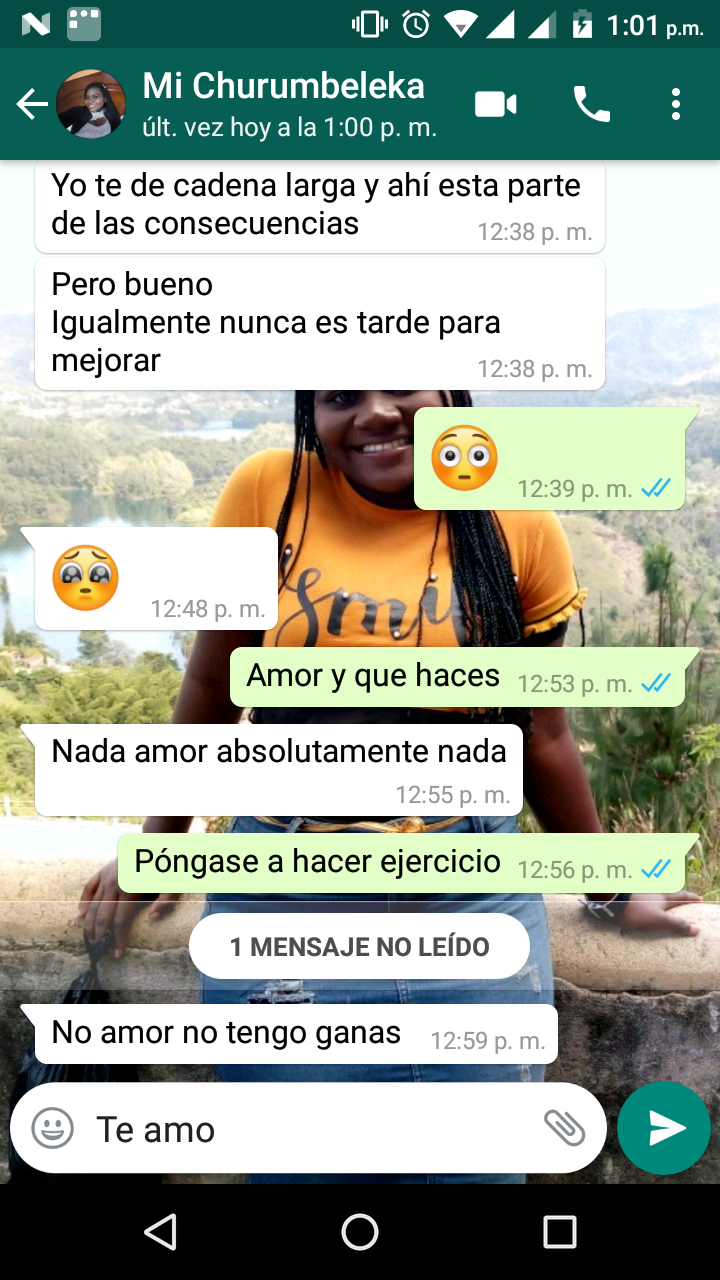 1:01 p.m.
Mi Churumbeleka
últ. vez hoy a la 1:00 p. m.
Yo te de cadena larga y ahí esta parte
de las consecuencias
12:38 p. m.
Pero bueno
Igualmente nunca es tarde para
mejorar
12:38 p. m.
😳
12:39 p. m.
🥺
12:48 p. m.
smi
Amor y que haces 12:53 p. m.
Nada amor absolutamente nada
12:55 p. m.
Póngase a hacer ejercicio 12:56 p. m.
1 MENSAJE NO LEÍDO
No amor no tengo ganas 12:59 p. m.
Te amo